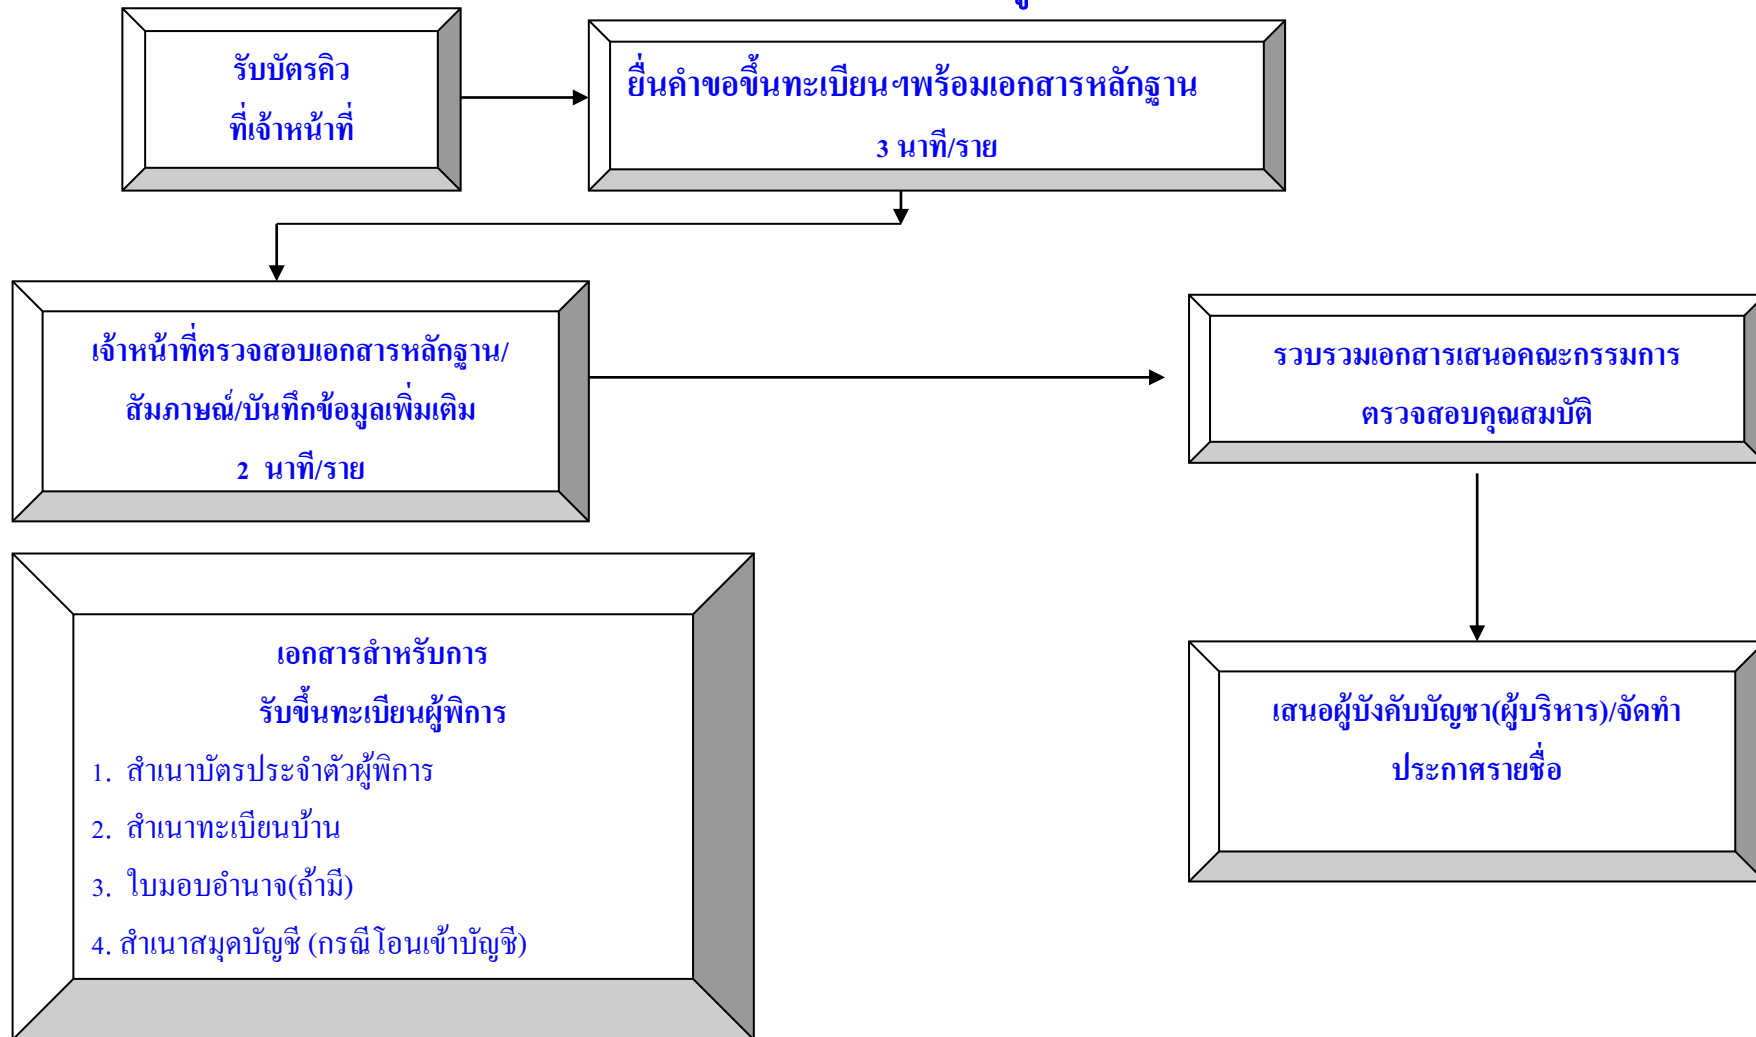 รับบัตรคิว
ที่เจ้าหน้าที่
ยื่นคำขอขึ้นทะเบียนฯพร้อมเอกสารหลักฐาน
3 นาที/ราย
เจ้าหน้าที่ตรวจสอบเอกสารหลักฐาน/
สัมภาษณ์/บันทึกข้อมูลเพิ่มเติม
2 นาที/ราย
รวบรวมเอกสารเสนอคณะกรรมการ
ตรวจสอบคุณสมบัติ
เสนอผู้บังคับบัญชา(ผู้บริหาร)/จัดทำ
ประกาศรายชื่อ
เอกสารสำหรับการ
รับขึ้นทะเบียนผู้พิการ
1. สำเนาบัตรประจำตัวผู้พิการ
2. สำเนาทะเบียนบ้าน
3. ใบมอบอำนาจ(ถ้ามี)
4. สำเนาสมุดบัญชี (กรณีโอนเข้าบัญชี)